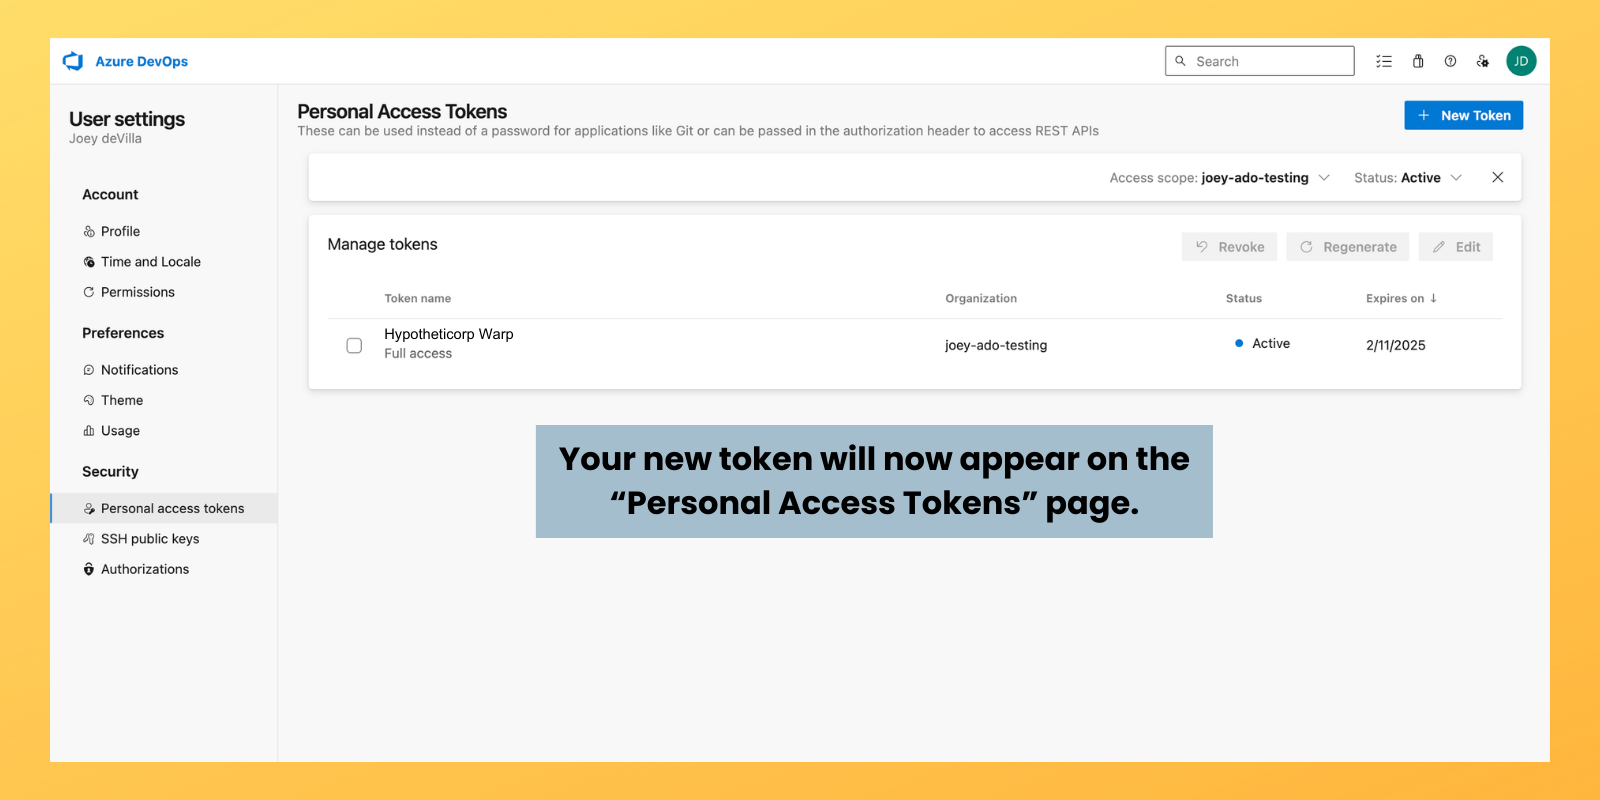 Azure DevOps
Search
JD
User settings
Joey deVilla
Account
Profile
Time and Locale
Permissions
Preferences
Notifications
Theme
Usage
Security
Personal access tokens
SSH public keys
Authorizations
Personal Access Tokens
These can be used instead of a password for applications like Git or can be passed in the authorization header to access REST APIs
+ New Token
Access scope: joey-ado-testing Status: Active
Manage tokens
Revoke Regenerate Edit
Token name Organization Status Expires on ↓
Hypotheticorp Warp
Full access
joey-ado-testing Active 2/11/2025
Your new token will now appear on the
“Personal Access Tokens” page.